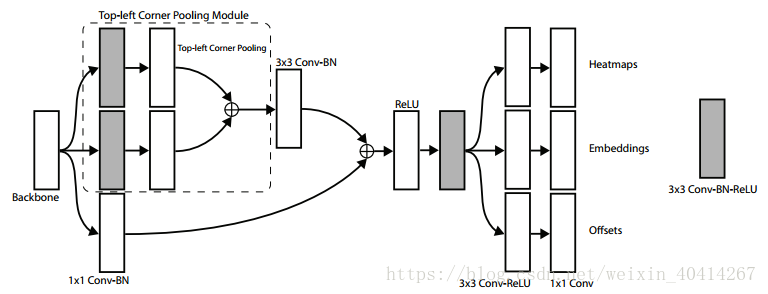 Top-left Corner Pooling Module
Top-left Corner Pooling
3x3 Conv-BN
Backbone
1x1 Conv-BN
ReLU
Heatmaps
Embeddings
Offsets
3x3 Conv-ReLU
1x1 Conv
3x3 Conv-BN-ReLU
https://blog.csdn.net/weixin_40414267